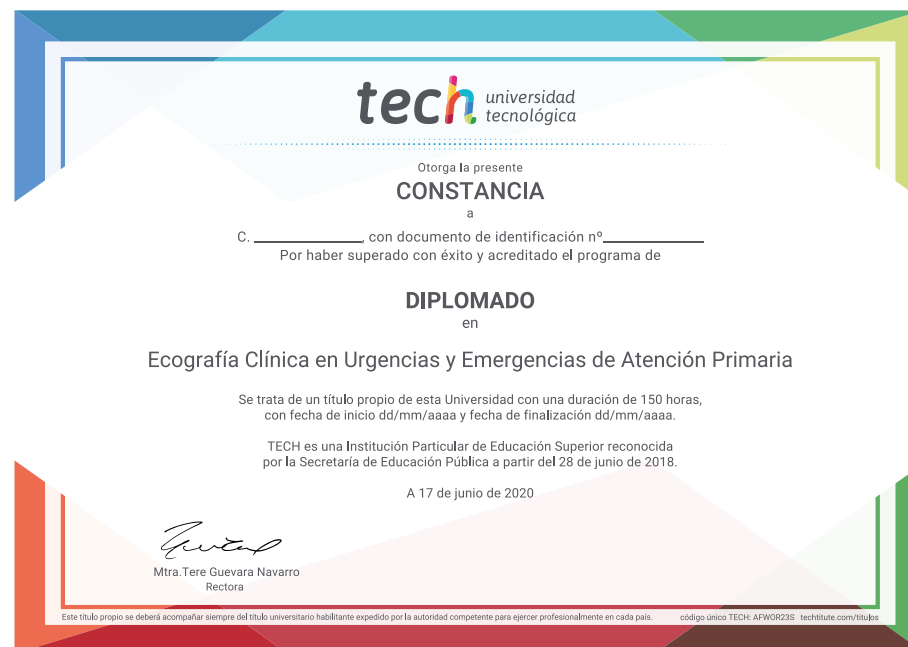 tech universidad
tecnológica
Otorga la presente
CONSTANCIA
a
C. ____________, con documento de identificación nº___________
Por haber superado con éxito y acreditado el programa de
DIPLOMADO
en
Ecografía Clínica en Urgencias y Emergencias de Atención Primaria
Se trata de un título propio de esta Universidad con una duración de 150 horas,
con fecha de inicio dd/mm/aaaa y fecha de finalización dd/mm/aaaa.
TECH es una Institución Particular de Educación Superior reconocida
por la Secretaría de Educación Pública a partir del 28 de junio de 2018.
A 17 de junio de 2020
Mtra.Tere Guevara Navarro
Rectora
Este título propio se deberá acompañar siempre del título universitario habilitante expedido por la autoridad competente para ejercer profesionalmente en cada país. código único TECH: AFWOR23S techtitute.com/titulos